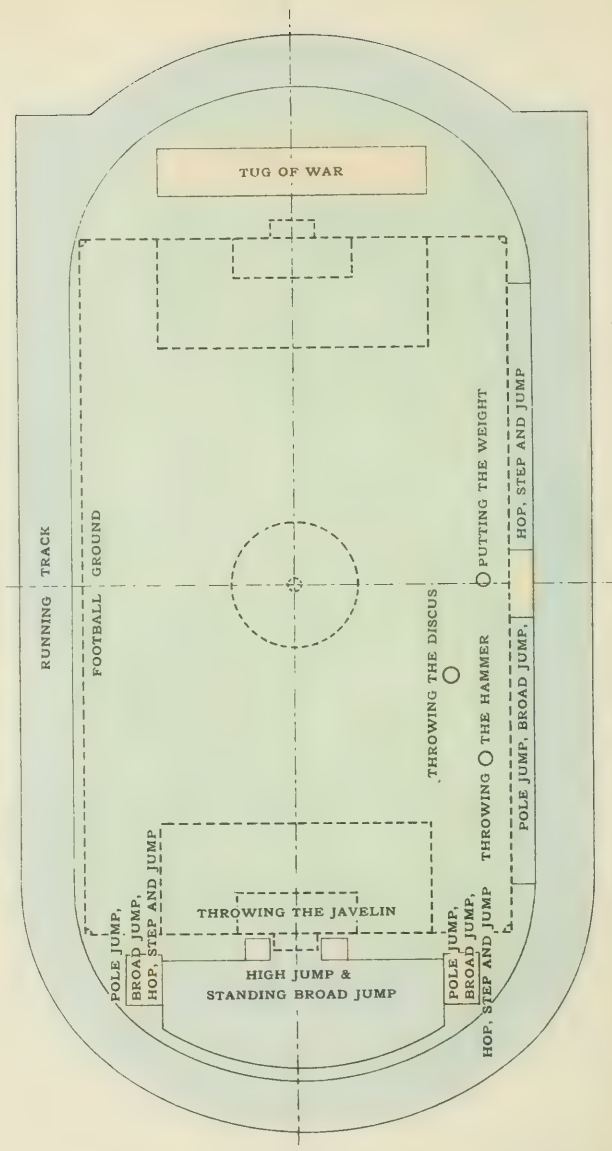 TUG OF WAR
RUNNING TRACK
FOOTBALL GROUND
HOP, STEP AND JUMP
PUTTING THE WEIGHT
THROWING THE DISCUS
THROWING THE HAMMER
POLE JUMP, BROAD JUMP,
THROWING THE JAVELIN
HIGH JUMP &
STANDING BROAD JUMP
POLE JUMP,
BROAD JUMP,
HOP, STEP AND JUMP
POLE JUMP,
BROAD JUMP,
HOP, STEP AND JUMP